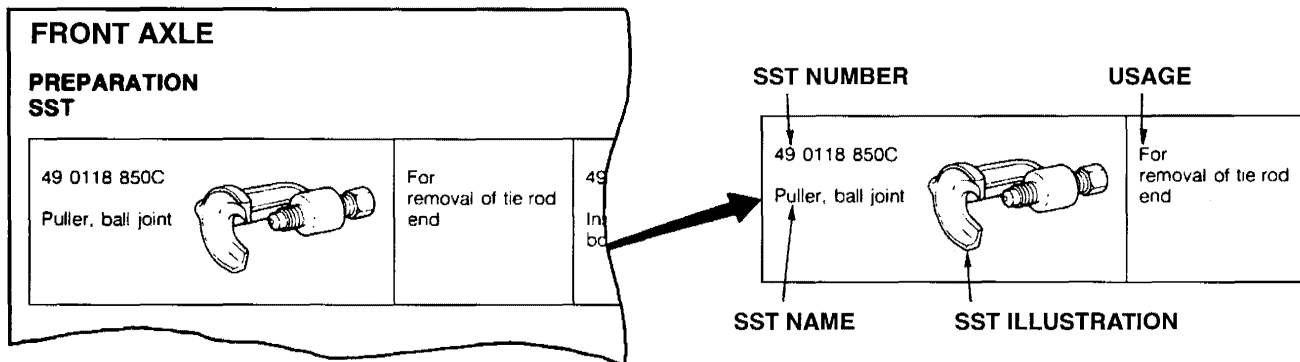 FRONT AXLE
PREPARATION
SST
49 0118 850C
Puller, ball joint
For
removal of tie rod
end
49
SST NUMBER
USAGE
49 0118 850C
Puller, ball joint
For
removal of tie rod
end
SST NAME
SST ILLUSTRATION